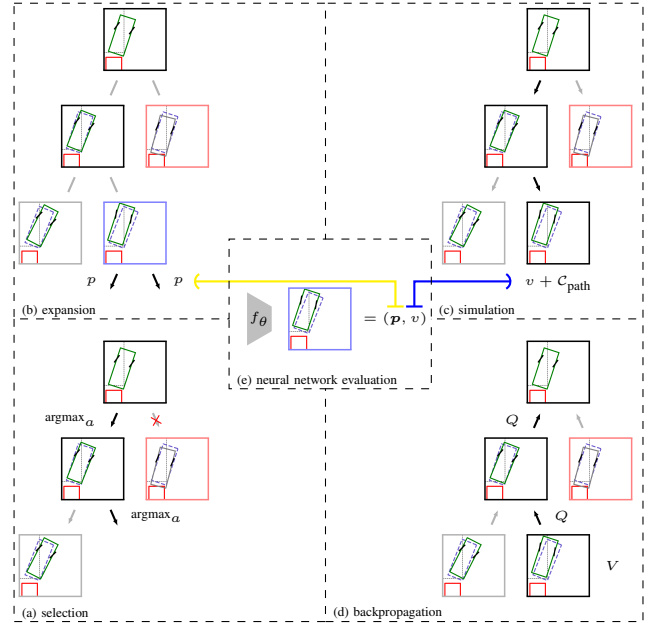 p p
(b) expansion
v + C_path
(c) simulation
f_θ = (p, v)
(e) neural network evaluation
argmax_a
argmax_a
(a) selection
Q
Q
V
(d) backpropagation